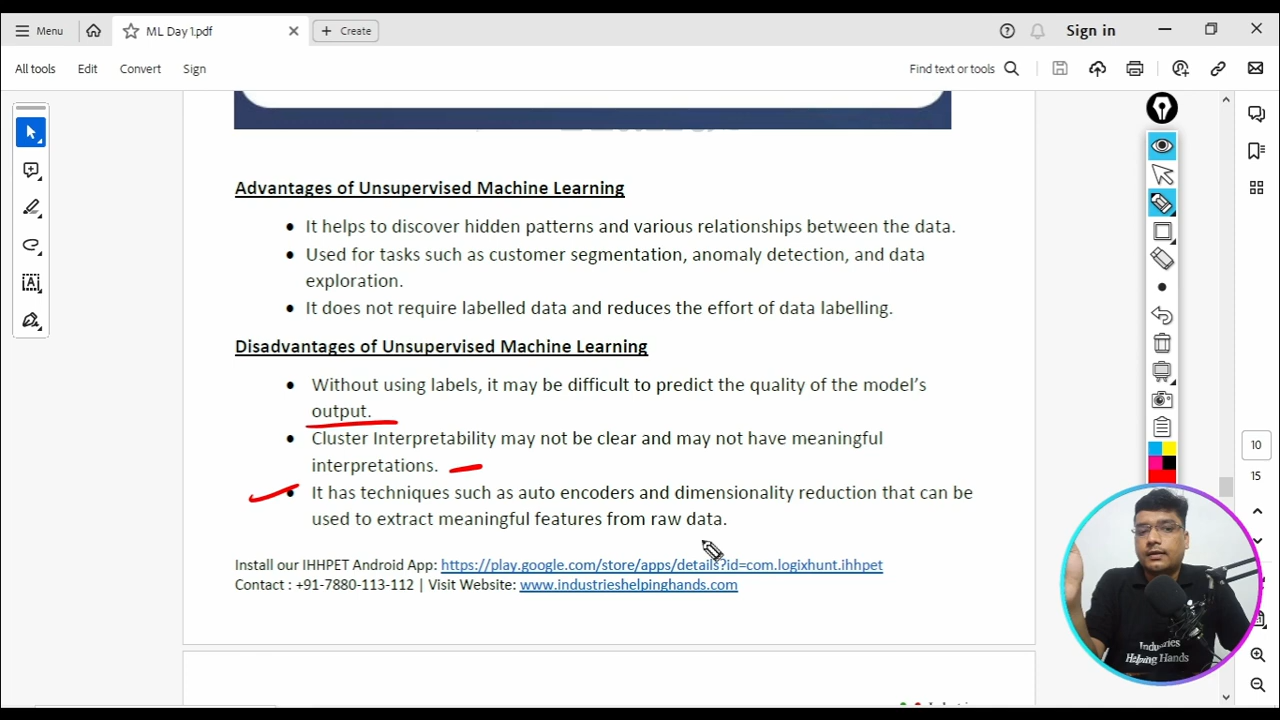 Menu
ML Day 1.pdf
Create
Sign in
All tools
Edit
Convert
Sign
Find text or tools
Advantages of Unsupervised Machine Learning
• It helps to discover hidden patterns and various relationships between the data.
• Used for tasks such as customer segmentation, anomaly detection, and data
exploration.
• It does not require labelled data and reduces the effort of data labelling.
Disadvantages of Unsupervised Machine Learning
• Without using labels, it may be difficult to predict the quality of the model's
output.
• Cluster Interpretability may not be clear and may not have meaningful
interpretations.
• It has techniques such as auto encoders and dimensionality reduction that can be
used to extract meaningful features from raw data.
Install our IHHPET Android App: https://play.google.com/store/apps/details?id=com.logixhunt.ihhpet
Contact : +91-7880-113-112 | Visit Website: www.industrieshelpinghands.com
10
15
Industries
Helping Hands